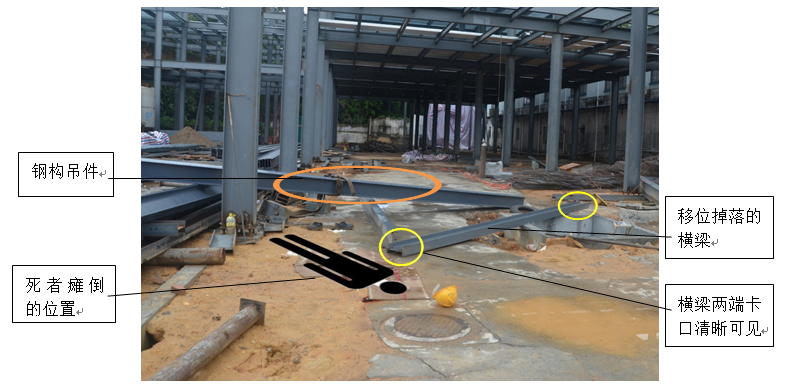 钢构吊件
死者瘫倒
的位置
移位掉落的
横梁
横梁两端卡
口清晰可见